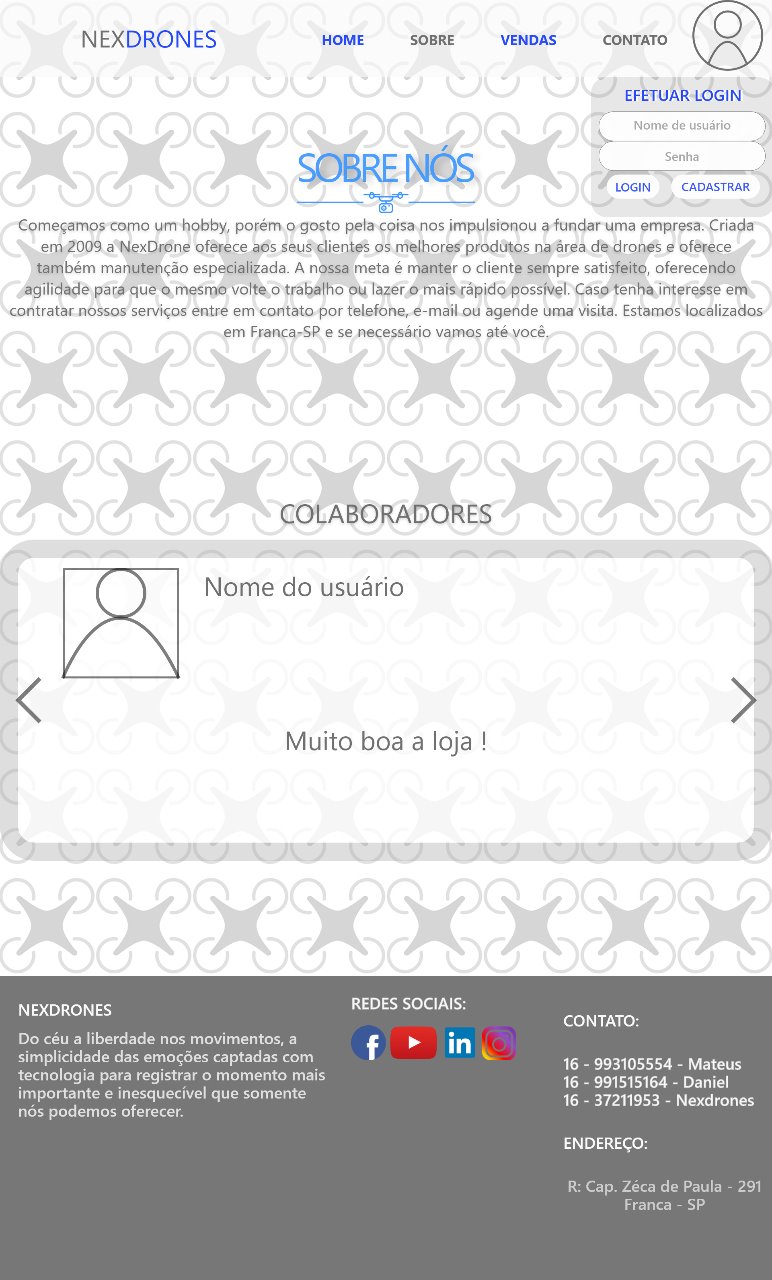 NEXDRONES
HOME SOBRE VENDAS CONTATO
EFETUAR LOGIN
Nome de usuário
Senha
LOGIN CADASTRAR
SOBRE NÓS
Começamos como um hobby, porém o gosto pela coisa nos impulsionou a fundar uma empresa. Criada
em 2009 a NexDrone oferece aos seus clientes os melhores produtos na área de drones e oferece
também manutenção especializada. A nossa meta é manter o cliente sempre satisfeito, oferecendo
agilidade para que o mesmo volte o trabalho ou lazer o mais rápido possível. Caso tenha interesse em
contratar nossos serviços entre em contato por telefone, e-mail ou agende uma visita. Estamos localizados
em Franca-SP e se necessário vamos até você.
COLABORADORES
Nome do usuário
Muito boa a loja !
NEXDRONES
Do céu a liberdade nos movimentos, a
simplicidade das emoções captadas com
tecnologia para registrar o momento mais
importante e inesquecível que somente
nós podemos oferecer.
REDES SOCIAIS:
CONTATO:
16 - 993105554 - Mateus
16 - 991515164 - Daniel
16 - 37211953 - Nexdrones
ENDEREÇO:
R: Cap. Zéca de Paula - 291
Franca - SP